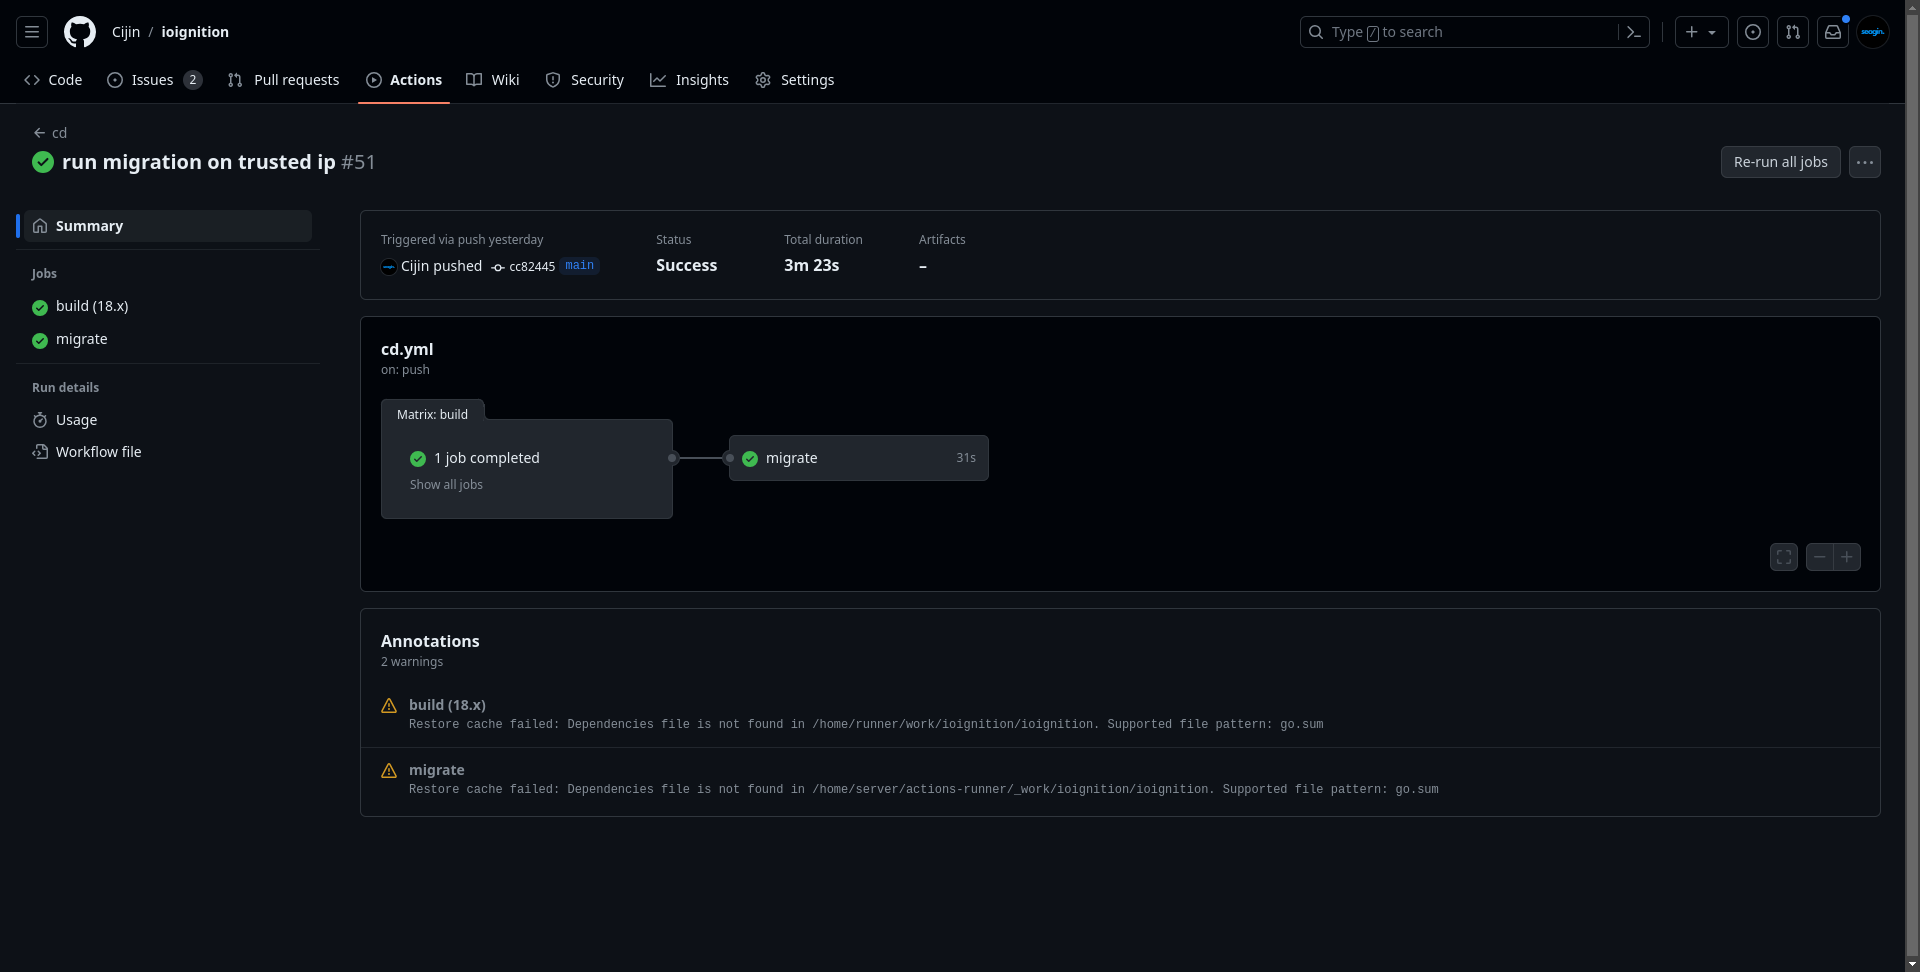 Cijin / ioignition
Type / to search
seogin.
Code
Issues 2
Pull requests
Actions
Wiki
Security
Insights
Settings
cd
run migration on trusted ip #51
Re-run all jobs
Summary
Jobs
build (18.x)
migrate
Run details
Usage
Workflow file
Triggered via push yesterday
Cijin pushed cc82445 main
Status
Success
Total duration
3m 23s
Artifacts
–
cd.yml
on: push
Matrix: build
1 job completed
Show all jobs
migrate 31s
Annotations
2 warnings
build (18.x)
Restore cache failed: Dependencies file is not found in /home/runner/work/ioignition/ioignition. Supported file pattern: go.sum
migrate
Restore cache failed: Dependencies file is not found in /home/server/actions-runner/_work/ioignition/ioignition. Supported file pattern: go.sum